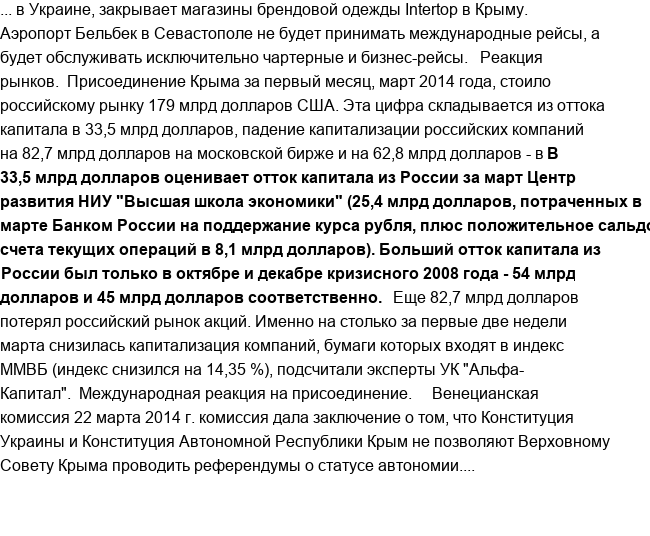 ... в Украине, закрывает магазины брендовой одежды Intertop в Крыму.
Аэропорт Бельбек в Севастополе не будет принимать международные рейсы, а
будет обслуживать исключительно чартерные и бизнес-рейсы.   Реакция
рынков.  Присоединение Крыма за первый месяц, март 2014 года, стоило
российскому рынку 179 млрд долларов США. Эта цифра складывается из оттока
капитала в 33,5 млрд долларов, падение капитализации российских компаний
на 82,7 млрд долларов на московской бирже и на 62,8 млрд долларов - в В
33,5 млрд долларов оценивает отток капитала из России за март Центр
развития НИУ "Высшая школа экономики" (25,4 млрд долларов, потраченных в
марте Банком России на поддержание курса рубля, плюс положительное сальдо
счета текущих операций в 8,1 млрд долларов). Больший отток капитала из
России был только в октябре и декабре кризисного 2008 года - 54 млрд
долларов и 45 млрд долларов соответственно.   Еще 82,7 млрд долларов
потерял российский рынок акций. Именно на столько за первые две недели
марта снизилась капитализация компаний, бумаги которых входят в индекс
ММВБ (индекс снизился на 14,35 %), подсчитали эксперты УК "Альфа-
Капитал".  Международная реакция на присоединение.     Венецианская
комиссия 22 марта 2014 г. комиссия дала заключение о том, что Конституция
Украины и Конституция Автономной Республики Крым не позволяют Верховному
Совету Крыма проводить референдумы о статусе автономии....